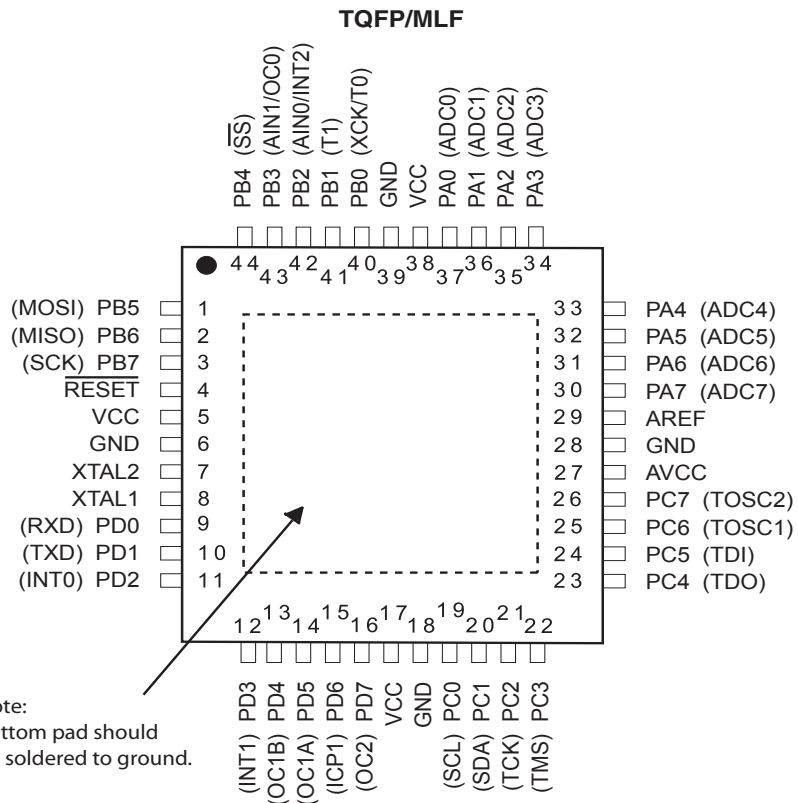 TQFP/MLF
PB4 (SS)
PB3 (AIN1/OC0)
PB2 (AIN0/INT2)
PB1 (T1)
PB0 (XCK/T0)
GND
VCC
PA0 (ADC0)
PA1 (ADC1)
PA2 (ADC2)
PA3 (ADC3)
44 43 42 41 40 39 38 37 36 35 34
(MOSI) PB5 1
(MISO) PB6 2
(SCK) PB7 3
RESET 4
VCC 5
GND 6
XTAL2 7
XTAL1 8
(RXD) PD0 9
(TXD) PD1 10
(INT0) PD2 11
33 PA4 (ADC4)
32 PA5 (ADC5)
31 PA6 (ADC6)
30 PA7 (ADC7)
29 AREF
28 GND
27 AVCC
26 PC7 (TOSC2)
25 PC6 (TOSC1)
24 PC5 (TDI)
23 PC4 (TDO)
12 13 14 15 16 17 18 19 20 21 22
(INT1) PD3
(OC1B) PD4
(OC1A) PD5
(ICP1) PD6
(OC2) PD7
VCC
GND
(SCL) PC0
(SDA) PC1
(TCK) PC2
(TMS) PC3
ote:
ttom pad should
soldered to ground.